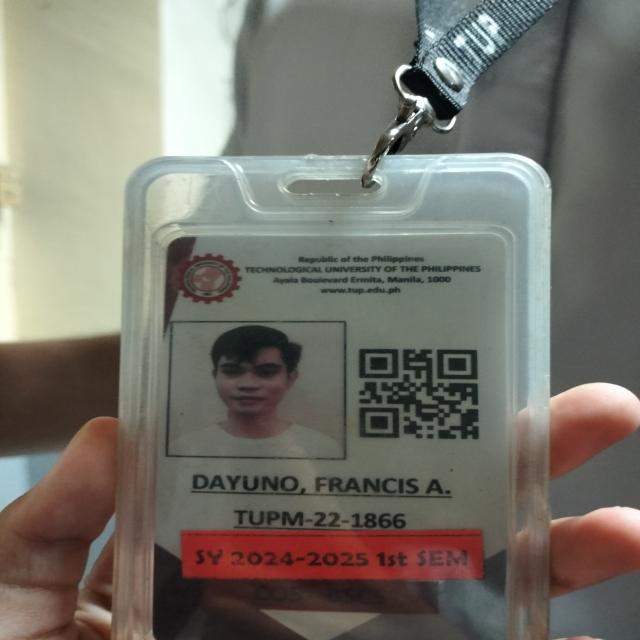 TUP
Republic of the Philippines
TECHNOLOGICAL UNIVERSITY OF THE PHILIPPINES
Ayala Boulevard Ermita, Manila, 1000
www.tup.edu.ph
DAYUNO, FRANCIS A.
TUPM-22-1866
SY 2024-2025 1st SEM